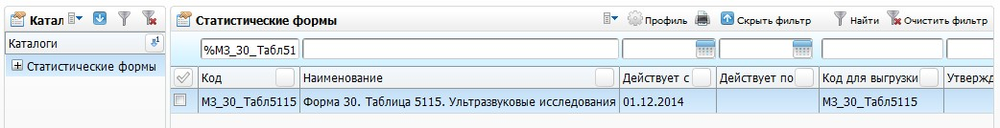 Катал
Каталоги
Статистические формы
Статистические формы
Профиль
Скрыть фильтр
Найти
Очистить фильтр
%МЗ_30_Табл51
Код Наименование Действует с Действует по Код для выгрузки Утвержд
МЗ_30_Табл5115 Форма 30. Таблица 5115. Ультразвуковые исследования 01.12.2014 МЗ_30_Табл5115